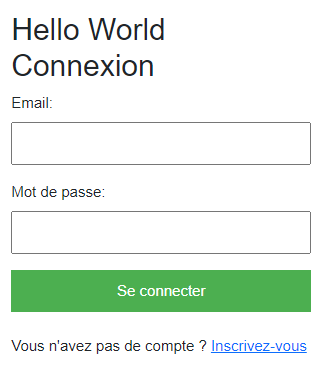 Hello World
Connexion
Email:
Mot de passe:
Se connecter
Vous n'avez pas de compte ? Inscrivez-vous